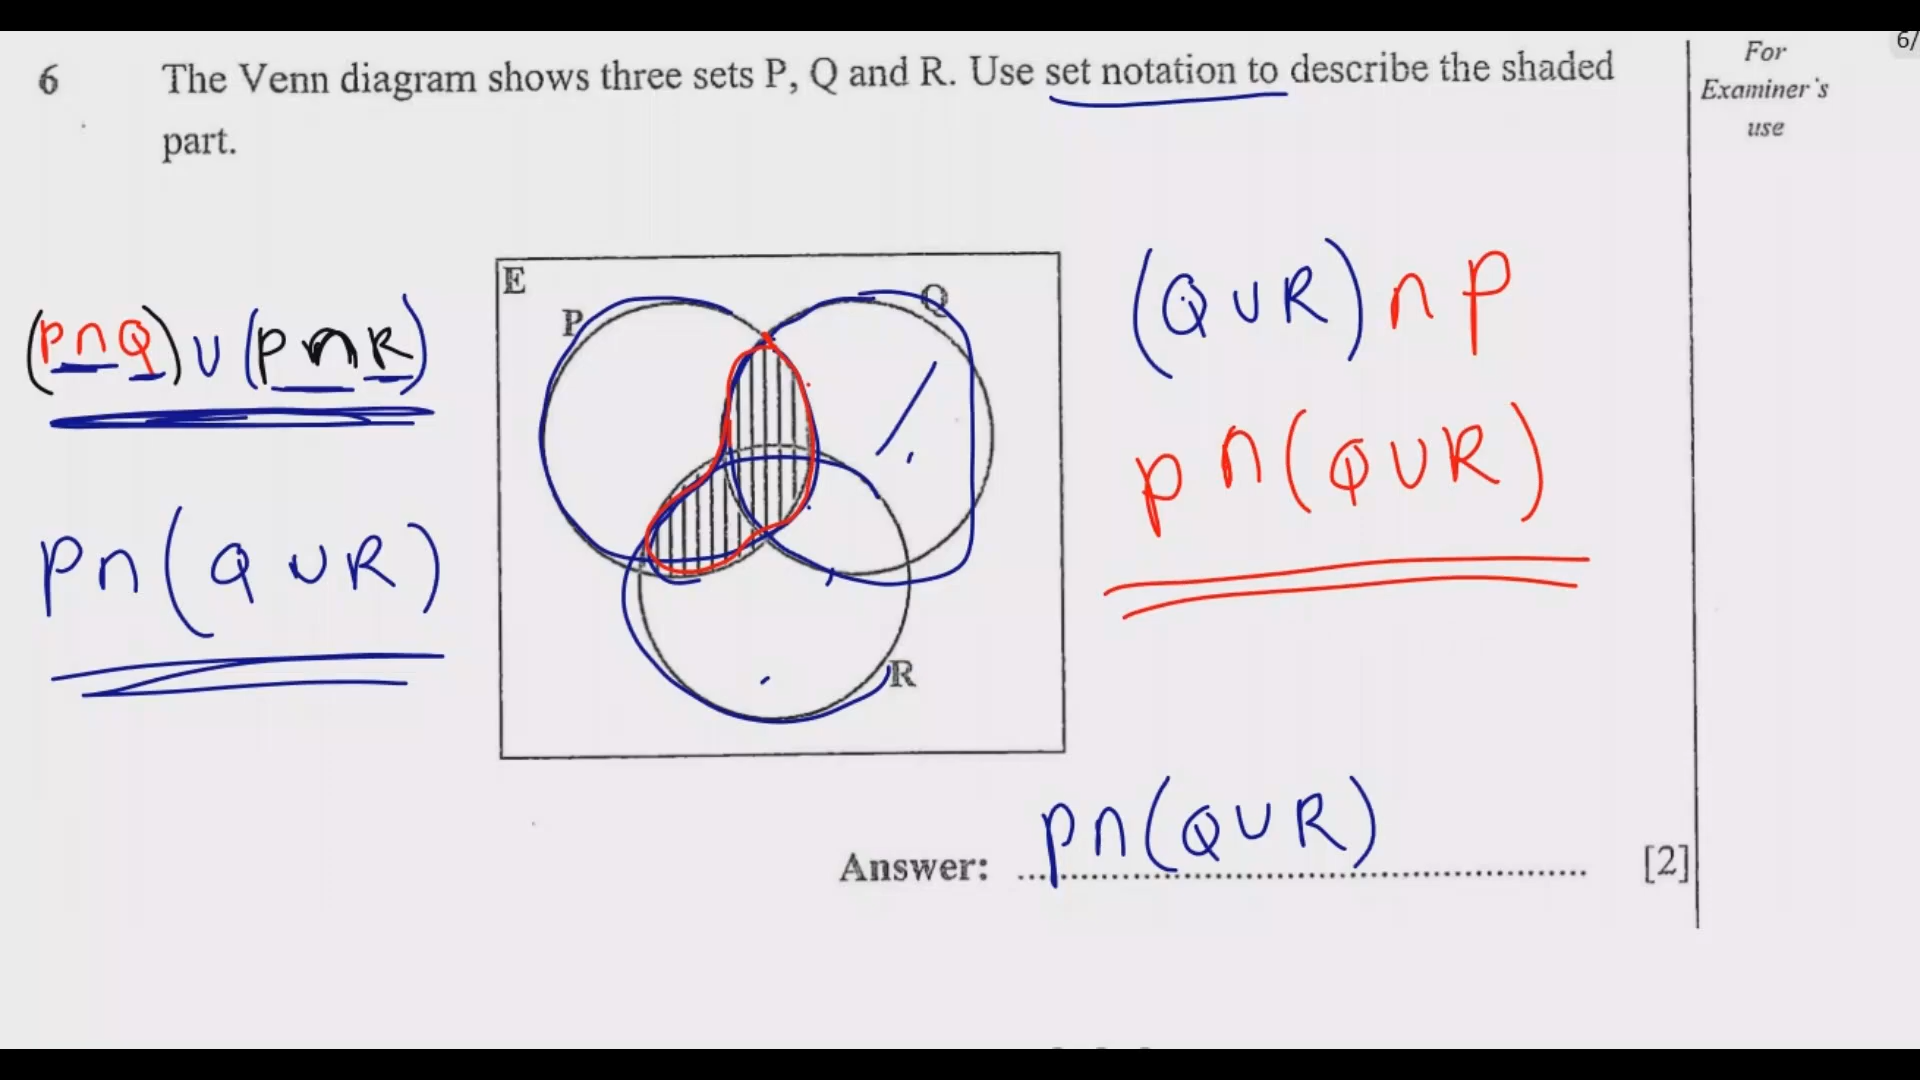 6 The Venn diagram shows three sets P, Q and R. Use set notation to describe the shaded
part.
For
Examiner's
use
6/
E
P
Q
R
(P∩Q)∪(P∩R)
P∩(Q∪R)
(Q∪R)∩P
P∩(Q∪R)
Answer: P∩(Q∪R) [2]